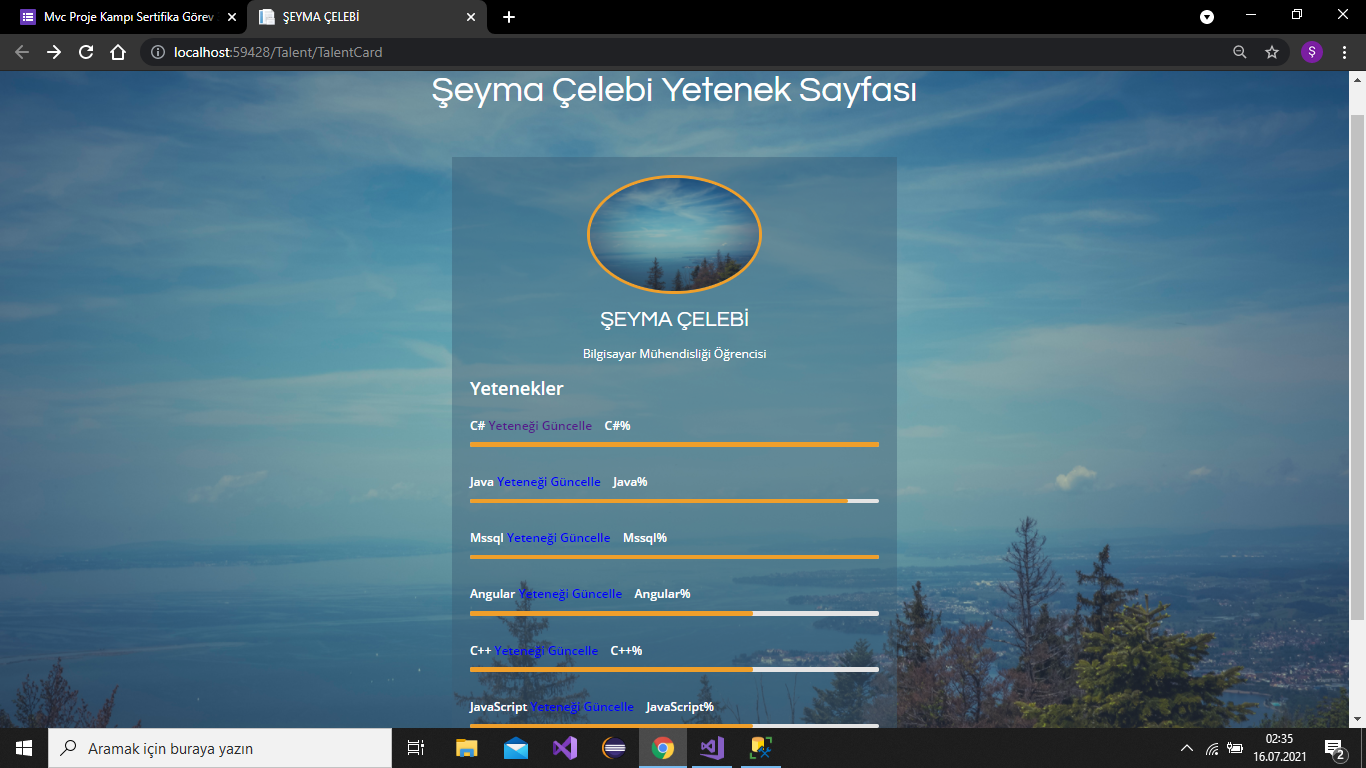 Mvc Proje Kampı Sertifika Görev
ŞEYMA ÇELEBİ
localhost:59428/Talent/TalentCard
Ş
Şeyma Çelebi Yetenek Sayfası
ŞEYMA ÇELEBİ
Bilgisayar Mühendisliği Öğrencisi
Yetenekler
C# Yeteneği Güncelle C#%
Java Yeteneği Güncelle Java%
Mssql Yeteneği Güncelle Mssql%
Angular Yeteneği Güncelle Angular%
C++ Yeteneği Güncelle C++%
JavaScript Yeteneği Güncelle JavaScript%
Aramak için buraya yazın
02:35
16.07.2021
2